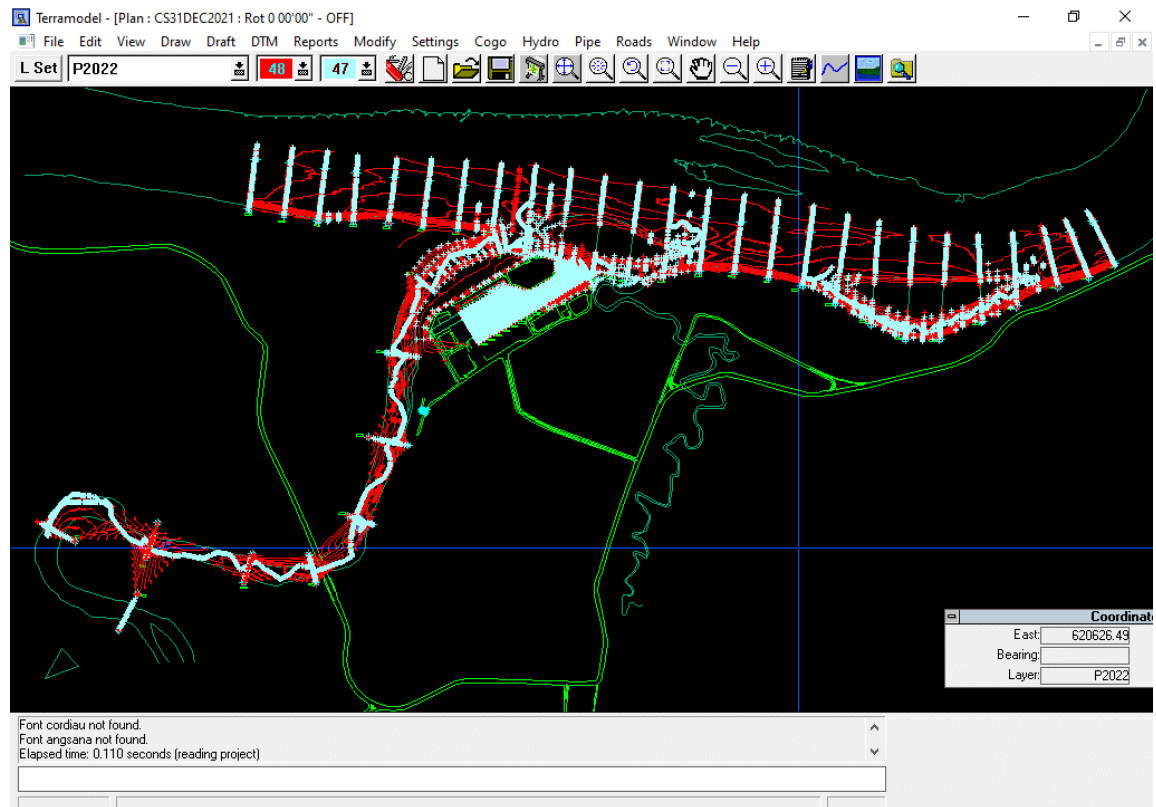 Terramodel - [Plan : CS31DEC2021 : Rot 0 00'00" - OFF]
File Edit View Draw Draft DTM Reports Modify Settings Cogo Hydro Pipe Roads Window Help
L Set P2022 48 47
Coordinate
East: 620626.49
Bearing:
Layer: P2022
Font cordiau not found.
Font angsana not found.
Elapsed time: 0.110 seconds (reading project)